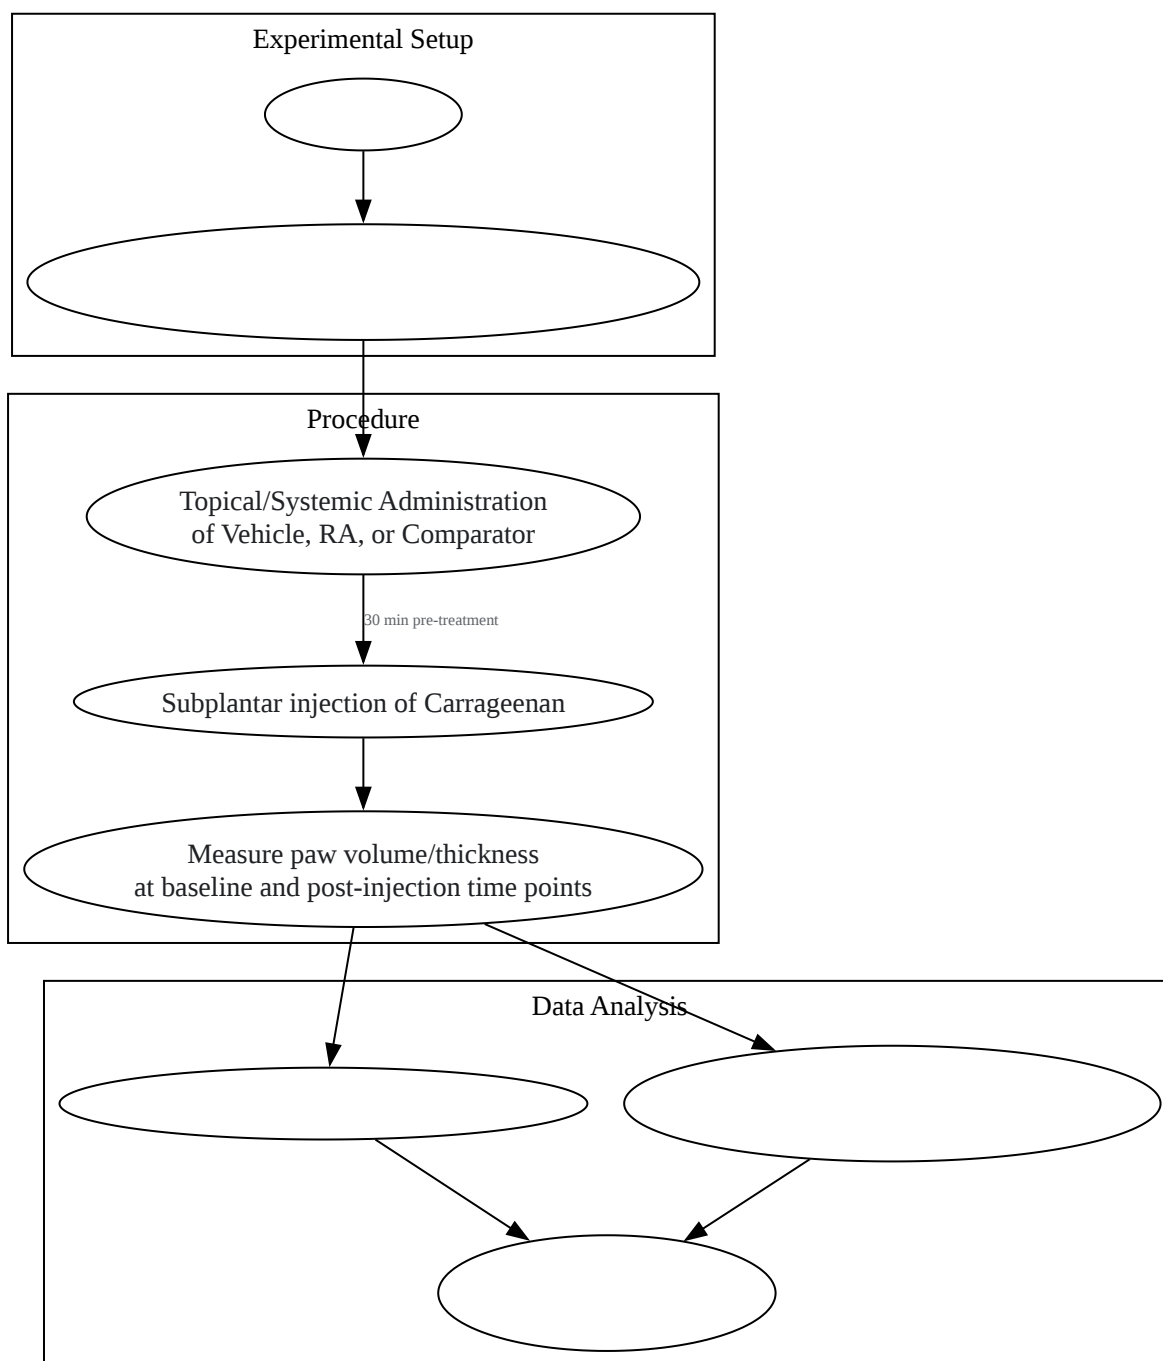 Experimental Setup
Procedure
Topical/Systemic Administration
of Vehicle, RA, or Comparator
30 min pre-treatment
Subplantar injection of Carrageenan
Measure paw volume/thickness
at baseline and post-injection time points
Data Analysis